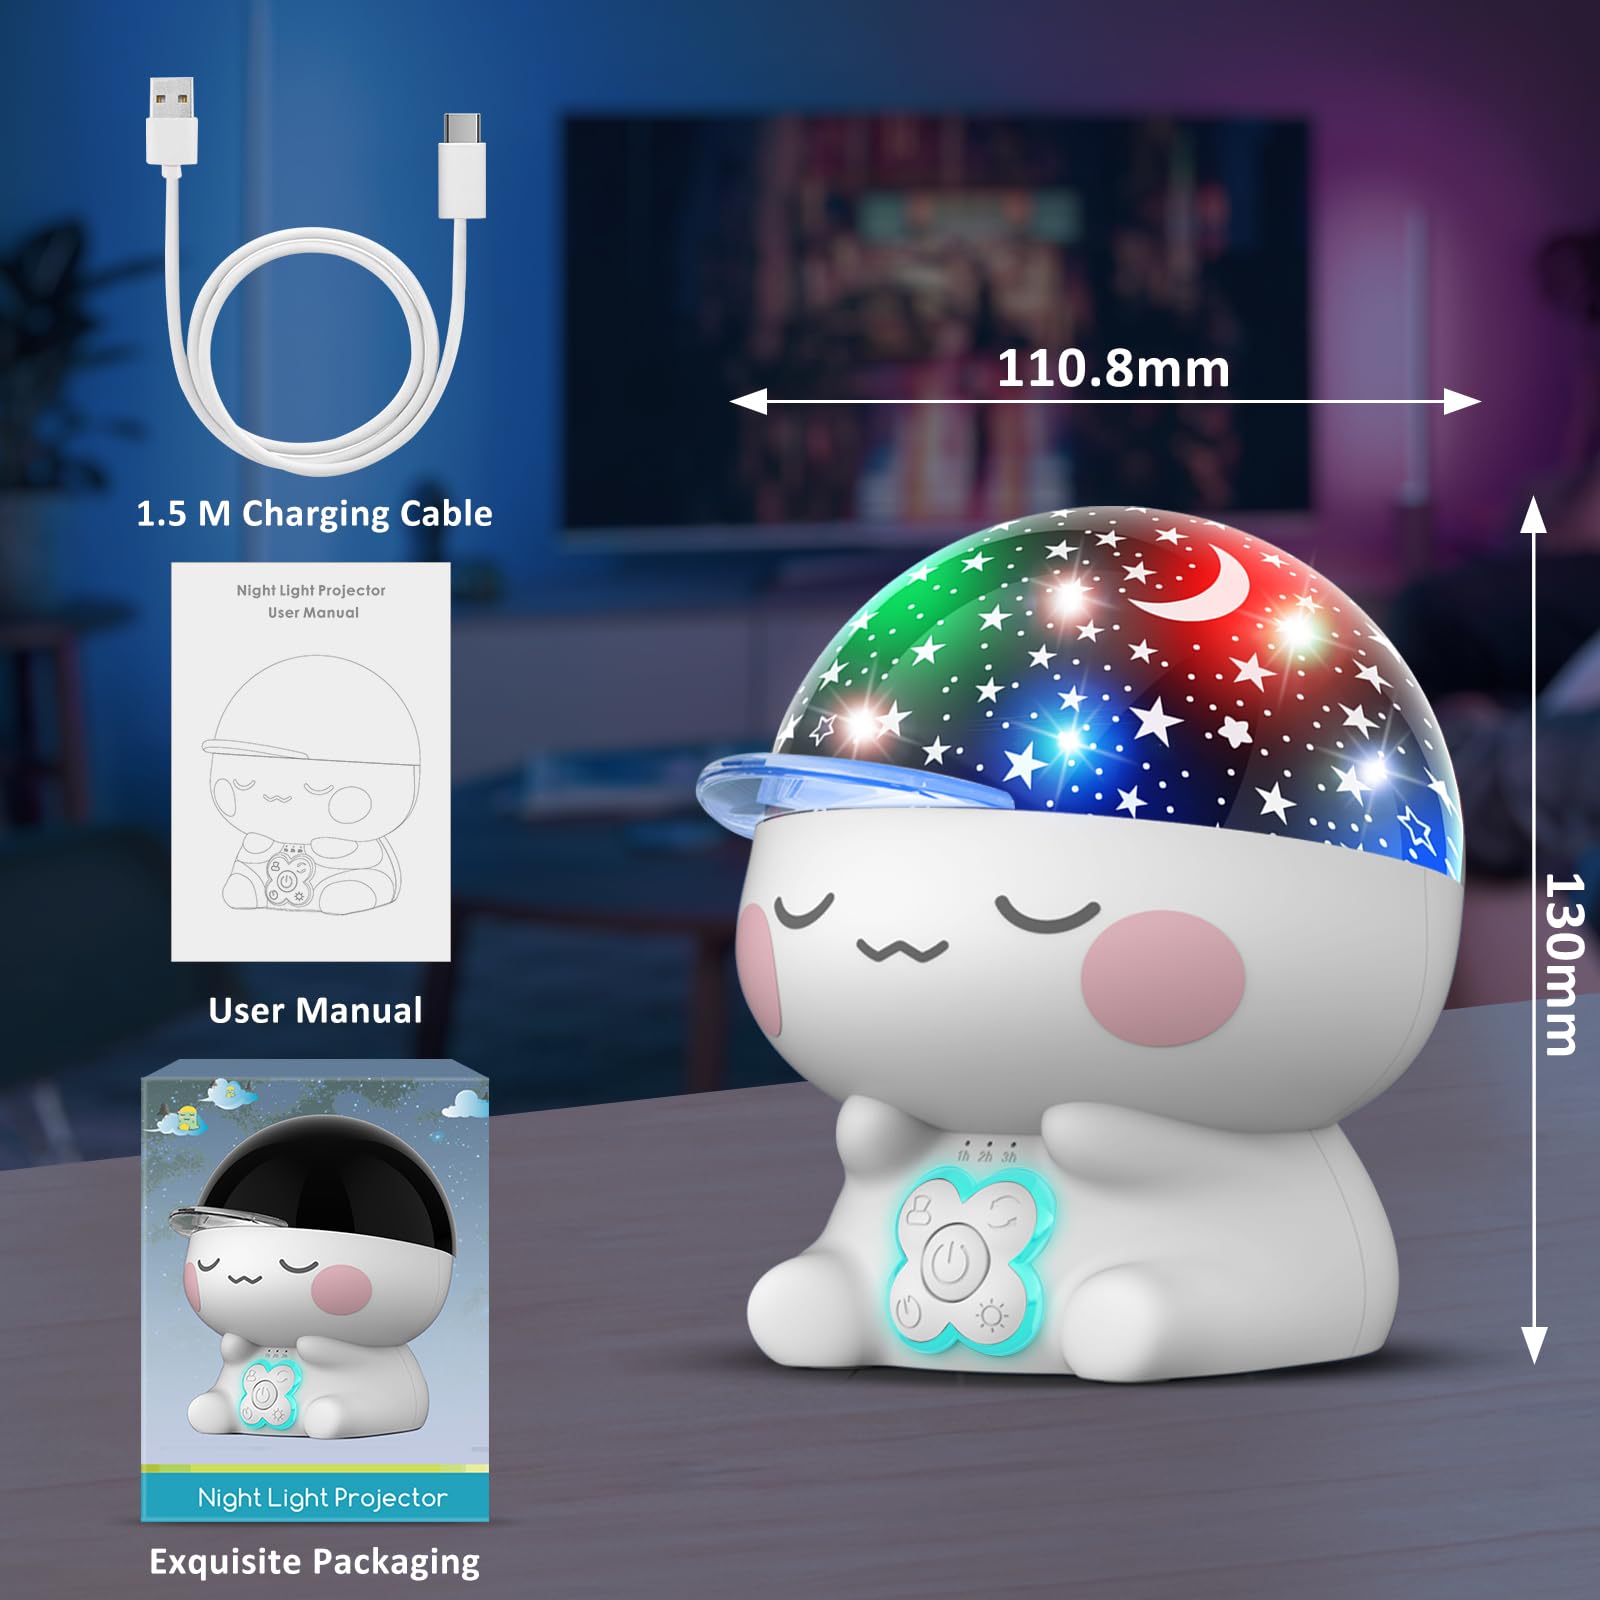 1.5 M Charging Cable
Night Light Projector
User Manual
User Manual
Night Light Projector
Exquisite Packaging
110.8mm
130mm
1h 2h 3h